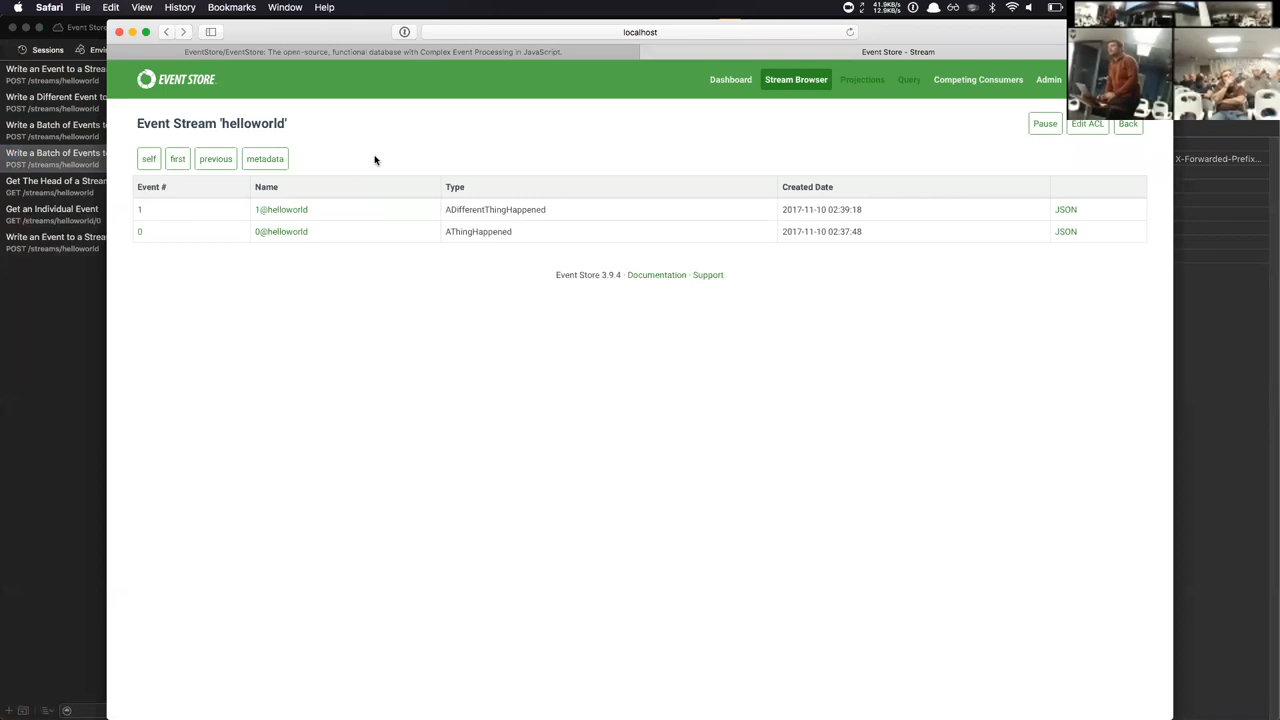 Bookmarks Window Help
41.9KB/s
12.9KB/s
localhost
EventStore/EventStore: The open-source, functional database with Complex Event Processing in JavaScript.
Event Store - Stream
Sessions
Write an Event to a Strea
POST /streams/helloworld
Write a Different Event to
POST /streams/helloworld
Write a Batch of Events to
POST /streams/helloworld
Write a Batch of Events to
POST /streams/helloworld
Get The Head of a Strean
GET /streams/helloworld
Get an Individual Event
GET /streams/helloworld/0
Write an Event to a Strea
POST /streams/helloworld
EVENT STORE
Dashboard Stream Browser Projections Query Competing Consumers Admin
Event Stream 'helloworld'
Pause Edit ACL Back
self first previous metadata
X-Forwarded-Prefix...
Event # Name Type Created Date
1 1@helloworld ADifferentThingHappened 2017-11-10 02:39:18 JSON
0 0@helloworld AThingHappened 2017-11-10 02:37:48 JSON
Event Store 3.9.4 · Documentation · Support